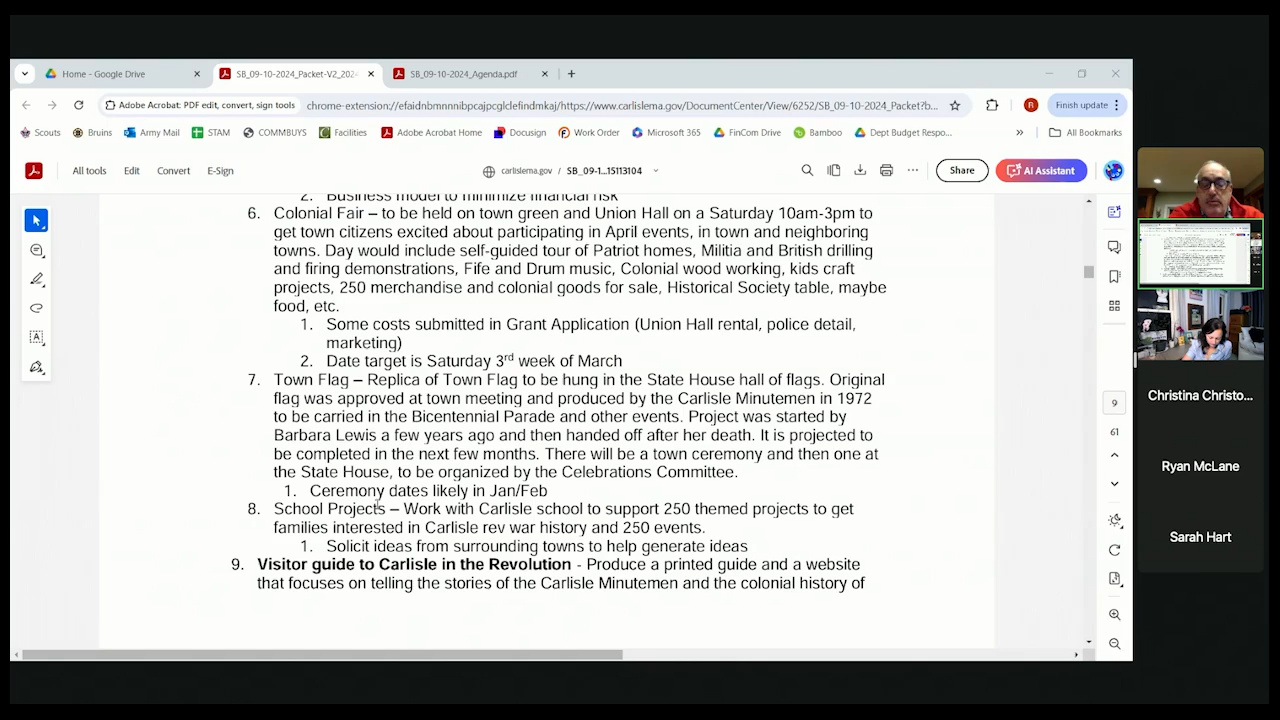 Home - Google Drive
SB_09-10-2024_Packet-V2_202
SB_09-10-2024_Agenda.pdf
Adobe Acrobat: PDF edit, convert, sign tools
chrome-extension://efaidnbmnnnibpcajpcglclefindmkaj/https://www.carlislema.gov/DocumentCenter/View/6252/SB_09-10-2024_Packet?b...
R
Finish update
Scouts
Bruins
Army Mail
STAM
COMMBUYS
Facilities
Adobe Acrobat Home
Docusign
Work Order
Microsoft 365
FinCom Drive
Bamboo
Dept Budget Respo...
»
All Bookmarks
All tools
Edit
Convert
E-Sign
carlislema.gov / SB_09-1...15113104
Share
AI Assistant
2. Business model to minimize financial risk
6. Colonial Fair – to be held on town green and Union Hall on a Saturday 10am-3pm to
get town citizens excited about participating in April events, in town and neighboring
towns. Day would include self-guided tour of Patriot homes, Militia and British drilling
and firing demonstrations, Fife and Drum music, Colonial wood working, kids craft
projects, 250 merchandise and colonial goods for sale, Historical Society table, maybe
food, etc.
1. Some costs submitted in Grant Application (Union Hall rental, police detail,
marketing)
2. Date target is Saturday 3rd week of March
7. Town Flag – Replica of Town Flag to be hung in the State House hall of flags. Original
flag was approved at town meeting and produced by the Carlisle Minutemen in 1972
to be carried in the Bicentennial Parade and other events. Project was started by
Barbara Lewis a few years ago and then handed off after her death. It is projected to
be completed in the next few months. There will be a town ceremony and then one at
the State House, to be organized by the Celebrations Committee.
1. Ceremony dates likely in Jan/Feb
8. School Projects – Work with Carlisle school to support 250 themed projects to get
families interested in Carlisle rev war history and 250 events.
1. Solicit ideas from surrounding towns to help generate ideas
9. Visitor guide to Carlisle in the Revolution - Produce a printed guide and a website
that focuses on telling the stories of the Carlisle Minutemen and the colonial history of
9
61
Christina Christo...
Ryan McLane
Sarah Hart